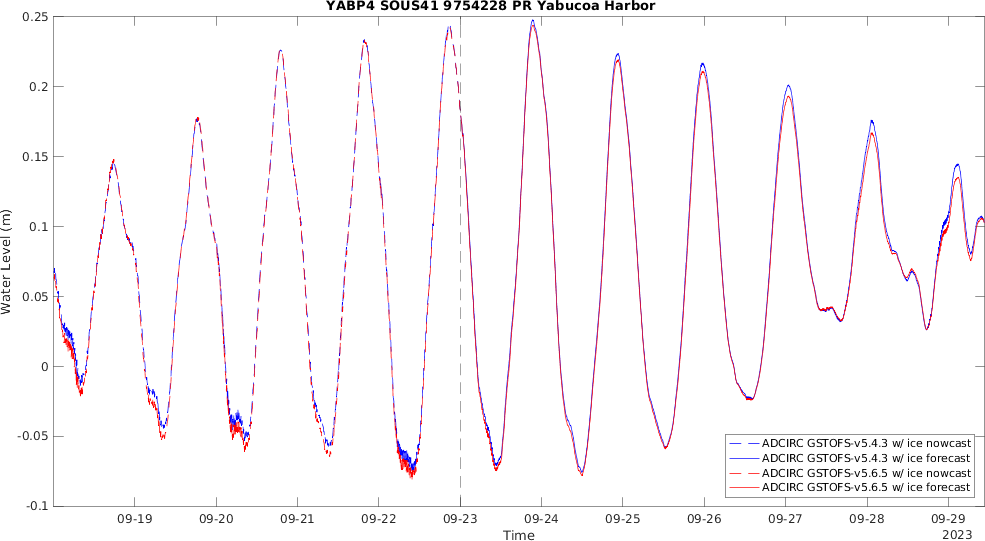 YABP4 SOUS41 9754228 PR Yabucoa Harbor
0.25
0.2
0.15
0.1
0.05
0
-0.05
-0.1
Water Level (m)
ADCIRC GSTOFS-v5.4.3 w/ ice nowcast
ADCIRC GSTOFS-v5.4.3 w/ ice forecast
ADCIRC GSTOFS-v5.6.5 w/ ice nowcast
ADCIRC GSTOFS-v5.6.5 w/ ice forecast
09-19 09-20 09-21 09-22 09-23 09-24 09-25 09-26 09-27 09-28 09-29
Time
2023